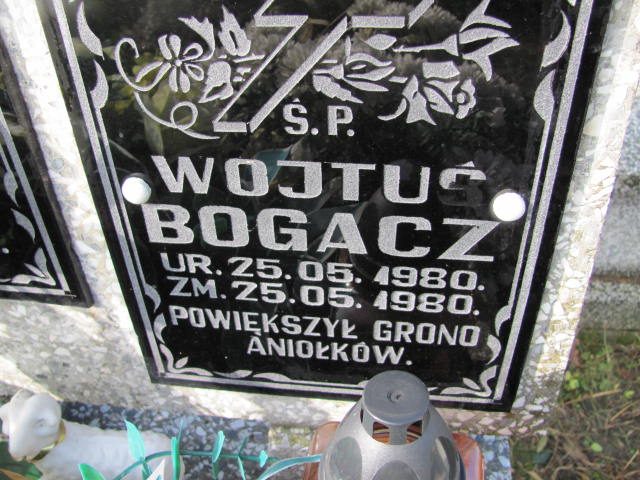 Ś.P.
WOJTUŚ
BOGACZ
UR. 25.05. 1980.
ZM. 25.05. 1980.
POWIĘKSZYŁ GRONO
ANIOŁKÓW.